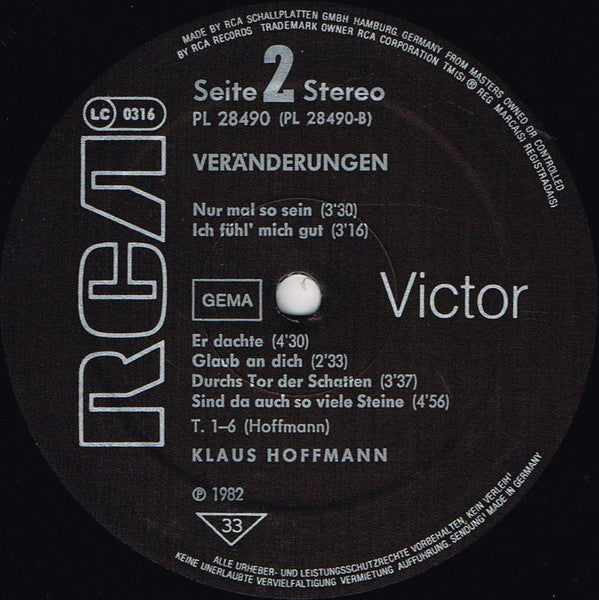 MADE BY RCA SCHALLPLATTEN GMBH HAMBURG, GERMANY, FROM MASTERS OWNED OR CONTROLLED
BY RCA RECORDS TRADEMARK OWNER RCA CORPORATION TM(S) ® REG MARCA(S) REGISTRADA(S)
Seite 2 Stereo
PL 28490 (PL 28490-B)
LC 0316
VERÄNDERUNGEN
Nur mal so sein (3'30)
Ich fühl' mich gut (3'16)
RCA
GEMA
Victor
Er dachte (4'30)
Glaub an dich (2'33)
Durchs Tor der Schatten (3'37)
Sind da auch so viele Steine (4'56)
T. 1–6 (Hoffmann)
KLAUS HOFFMANN
℗ 1982
33
ALLE URHEBER- UND LEISTUNGSSCHUTZRECHTE VORBEHALTEN. KEIN VERLEIH!
KEINE UNERLAUBTE VERVIELFÄLTIGUNG, VERMIETUNG, AUFFÜHRUNG, SENDUNG! MADE IN GERMANY